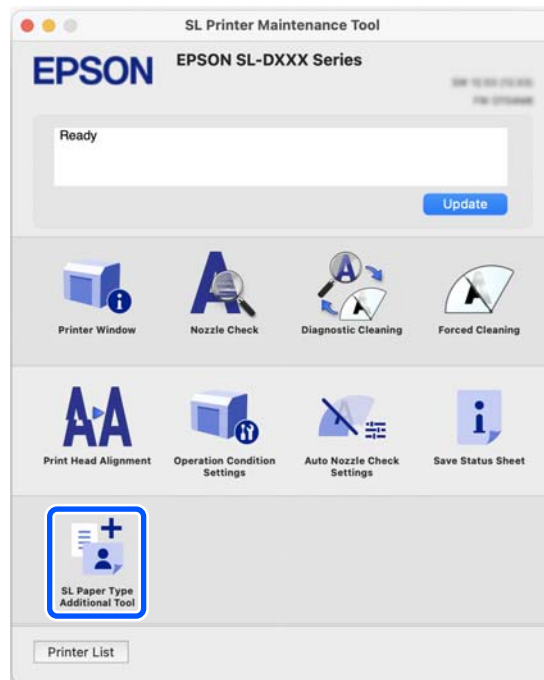 SL Printer Maintenance Tool
EPSON
EPSON SL-DXXX Series
Ready
Update
Printer Window
Nozzle Check
Diagnostic Cleaning
Forced Cleaning
Print Head Alignment
Operation Condition
Settings
Auto Nozzle Check
Settings
Save Status Sheet
SL Paper Type
Additional Tool
Printer List